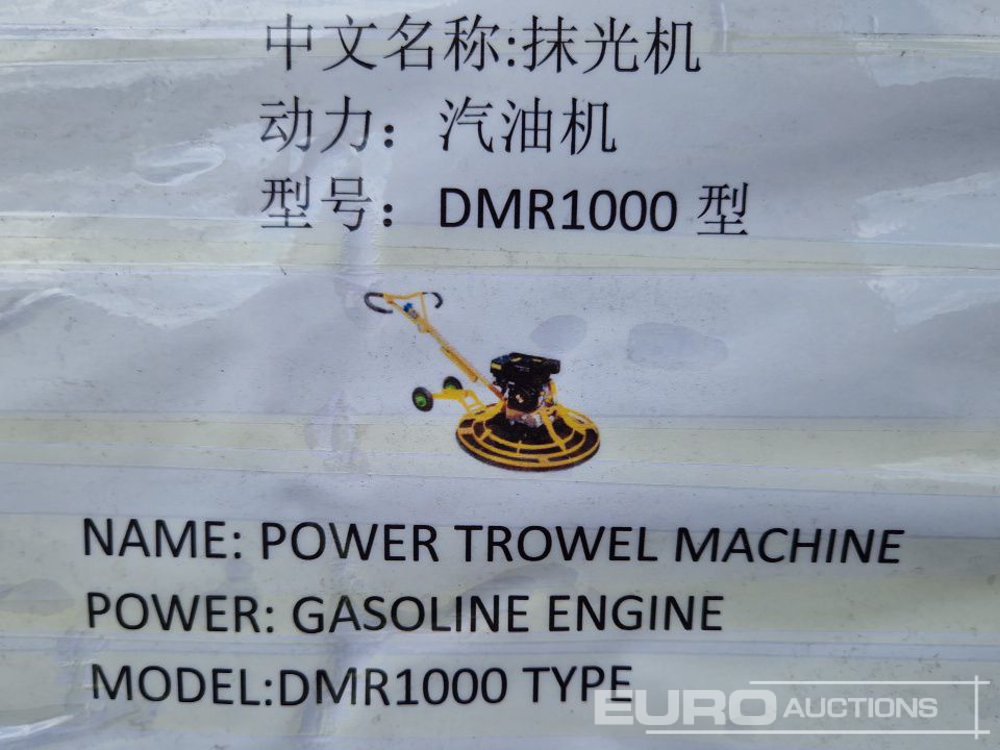 中文名称:抹光机
动力：汽油机
型号：DMR1000 型
NAME: POWER TROWEL MACHINE
POWER: GASOLINE ENGINE
MODEL:DMR1000 TYPE
EURO AUCTIONS